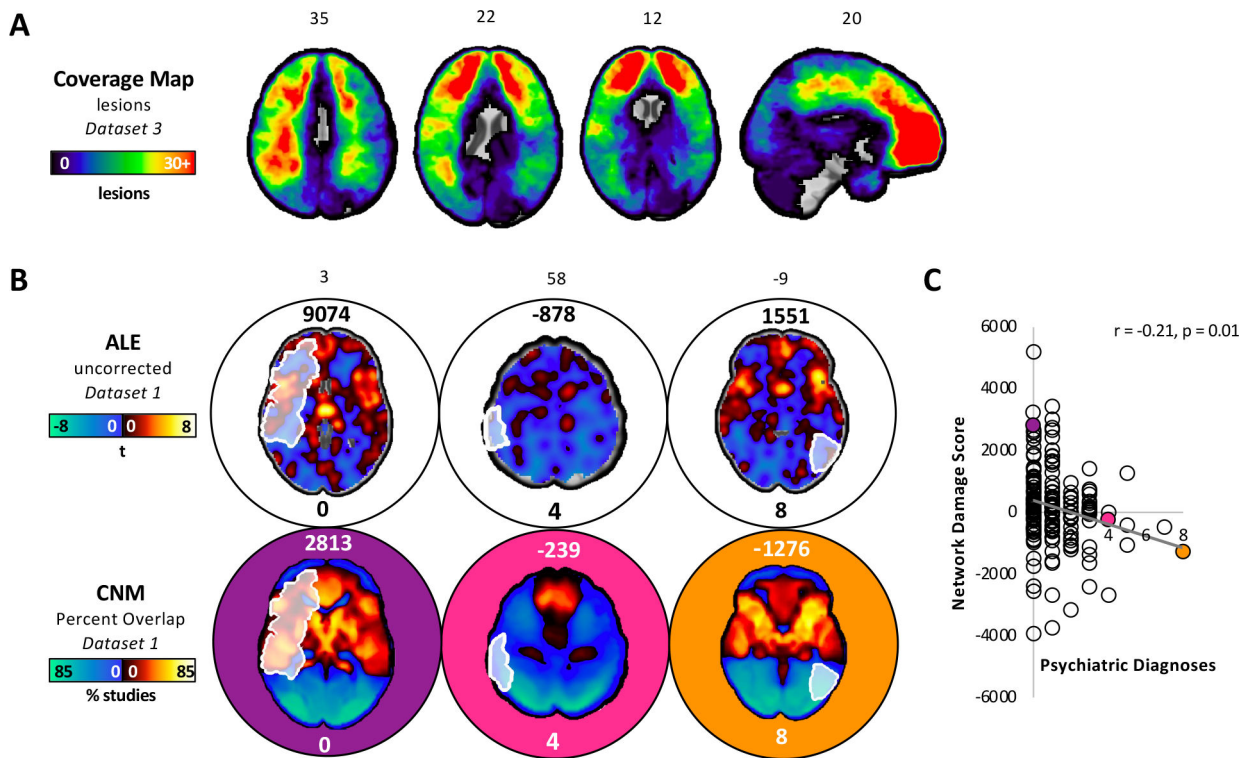 A
35 22 12 20
Coverage Map
lesions
Dataset 3
0 30+
lesions
B
3 58 -9
ALE
uncorrected
Dataset 1
-8 0 0 8
t
9074 -878 1551
0 4 8
CNM
Percent Overlap
Dataset 1
85 0 0 85
% studies
2813 -239 -1276
0 4 8
C
r = -0.21, p = 0.01
Network Damage Score
6000
4000
2000
0
-2000
-4000
-6000
4 6 8
Psychiatric Diagnoses